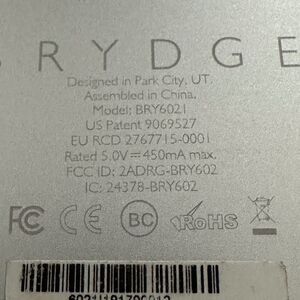 BRYDGE
Designed in Park City, UT.
Assembled in China.
Model: BRY6021
US Patent 9069527
EU RCD 2767715-0001
Rated 5.0V⎓450mA max.
FCC ID: 2ADRG-BRY602
IC: 24378-BRY602
FC CE BC RoHS